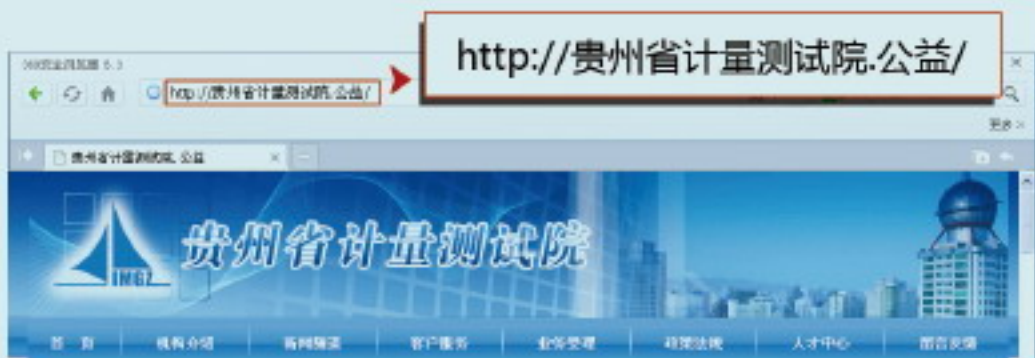 http://贵州省计量测试院.公益/
http://贵州省计量测试院.公益/
更多
贵州省计量测试院.公益
贵州省计量测试院
首 页 机构介绍 新闻频道 客户服务 业务受理 政策法规 人才中心 留言反馈